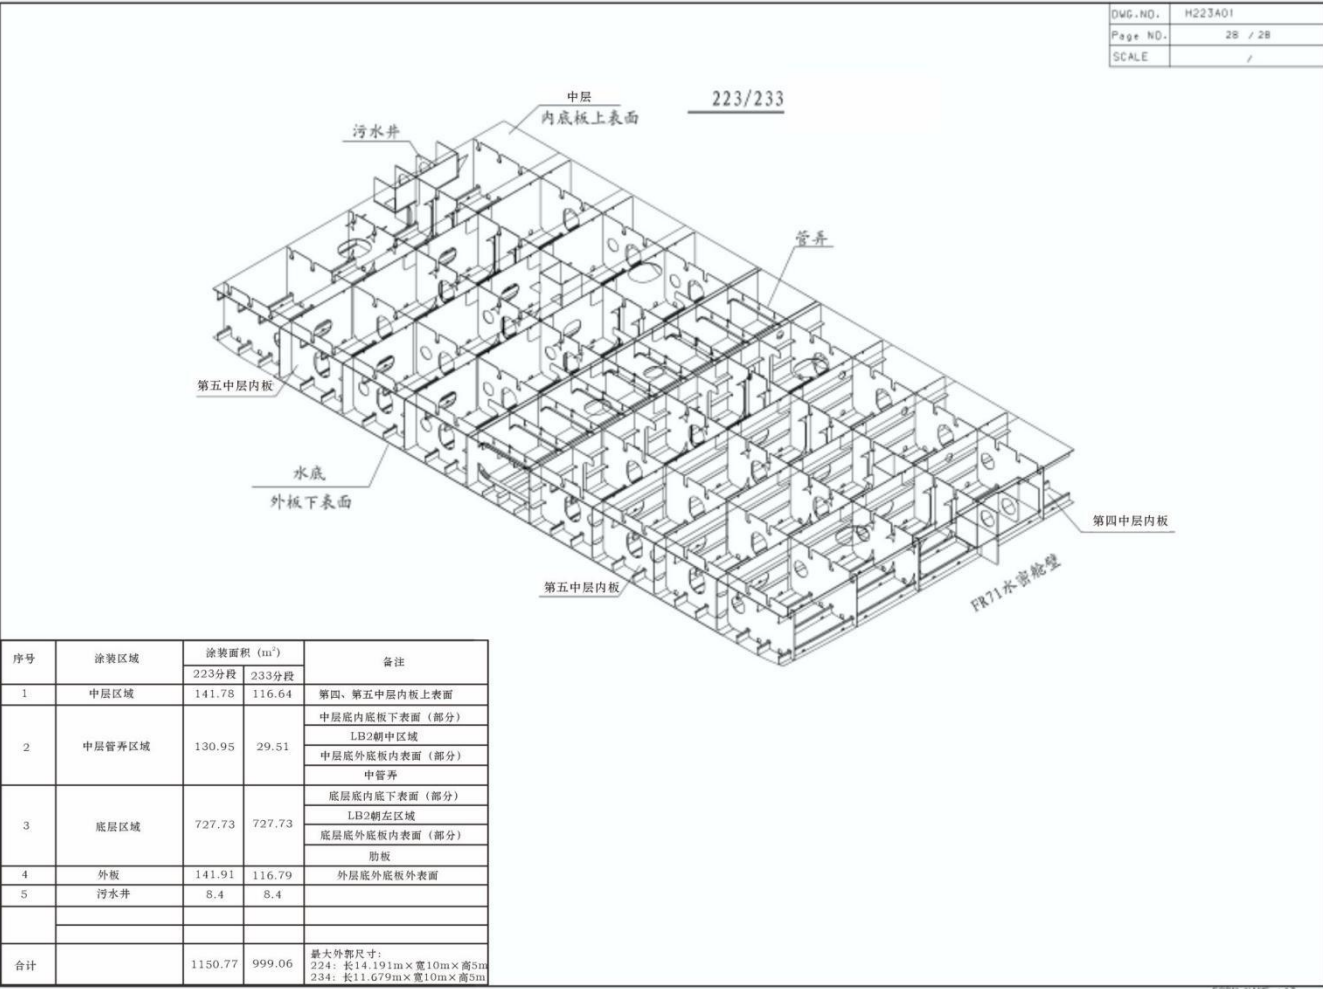 DWG.NO. H223A01
Page NO. 28 / 28
SCALE /
223/233
中层
内底板上表面
污水井
管弄
第五中层内板
水底
外板下表面
第四中层内板
第五中层内板
FR71水密舱壁
序号 涂装区域 涂装面积 (m²) 备注
223分段 233分段
1 中层区域 141.78 116.64 第四、第五中层内板上表面
2 中层管弄区域 130.95 29.51 中层底内底板下表面 (部分)
LB2朝中区域
中层底外底板内表面 (部分)
中管弄
3 底层区域 727.73 727.73 底层底内底下表面 (部分)
LB2朝左区域
底层底外底板内表面 (部分)
肋板
4 外板 141.91 116.79 外层底外底板外表面
5 污水井 8.4 8.4
合计 1150.77 999.06 最大外郭尺寸:
224: 长14.191m×宽10m×高5m
234: 长11.679m×宽10m×高5m